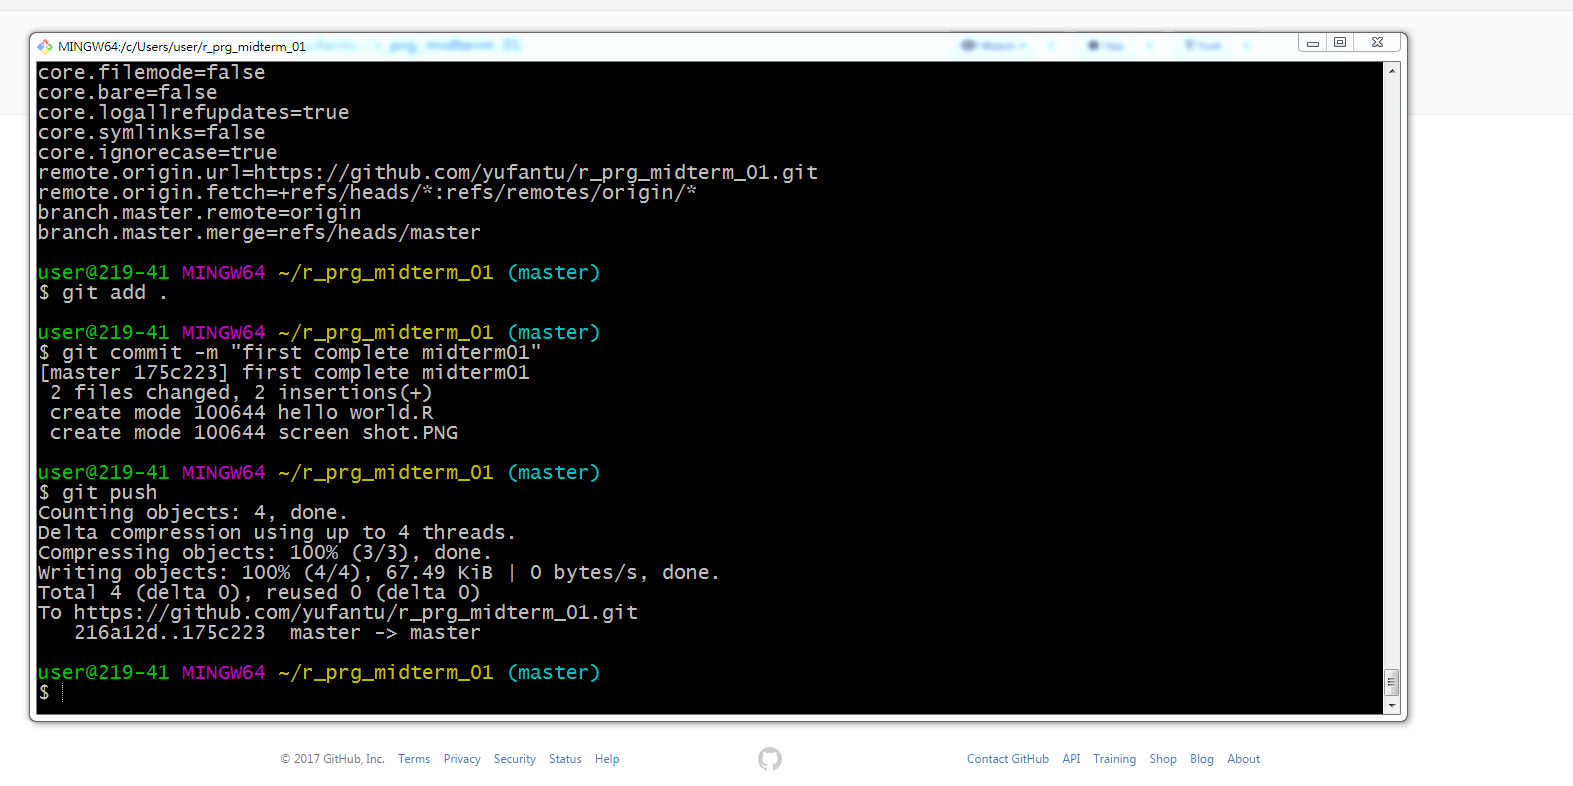 MINGW64:/c/Users/user/r_prg_midterm_01
core.filemode=false
core.bare=false
core.logallrefupdates=true
core.symlinks=false
core.ignorecase=true
remote.origin.url=https://github.com/yufantu/r_prg_midterm_01.git
remote.origin.fetch=+refs/heads/*:refs/remotes/origin/*
branch.master.remote=origin
branch.master.merge=refs/heads/master
user@219-41 MINGW64 ~/r_prg_midterm_01 (master)
$ git add .
user@219-41 MINGW64 ~/r_prg_midterm_01 (master)
$ git commit -m "first complete midterm01"
[master 175c223] first complete midterm01
 2 files changed, 2 insertions(+)
 create mode 100644 hello world.R
 create mode 100644 screen shot.PNG
user@219-41 MINGW64 ~/r_prg_midterm_01 (master)
$ git push
Counting objects: 4, done.
Delta compression using up to 4 threads.
Compressing objects: 100% (3/3), done.
Writing objects: 100% (4/4), 67.49 KiB | 0 bytes/s, done.
Total 4 (delta 0), reused 0 (delta 0)
To https://github.com/yufantu/r_prg_midterm_01.git
   216a12d..175c223  master -> master
user@219-41 MINGW64 ~/r_prg_midterm_01 (master)
$
© 2017 GitHub, Inc. Terms Privacy Security Status Help Contact GitHub API Training Shop Blog About